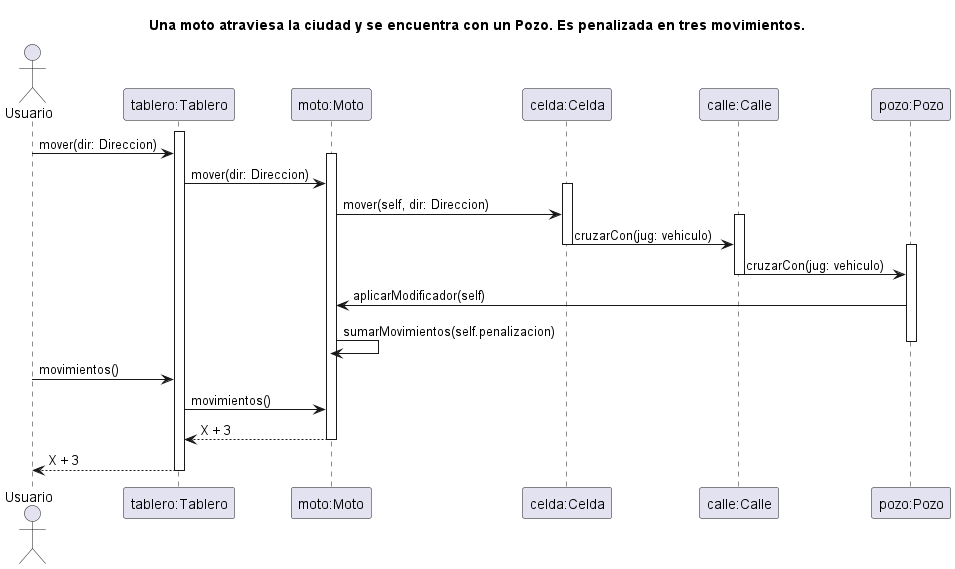 Una moto atraviesa la ciudad y se encuentra con un Pozo. Es penalizada en tres movimientos.
Usuario
tablero:Tablero
moto:Moto
celda:Celda
calle:Calle
pozo:Pozo
mover(dir: Direccion)
mover(dir: Direccion)
mover(self, dir: Direccion)
cruzarCon(jug: vehiculo)
cruzarCon(jug: vehiculo)
aplicarModificador(self)
sumarMovimientos(self.penalizacion)
movimientos()
movimientos()
X + 3
X + 3
Usuario
tablero:Tablero
moto:Moto
celda:Celda
calle:Calle
pozo:Pozo